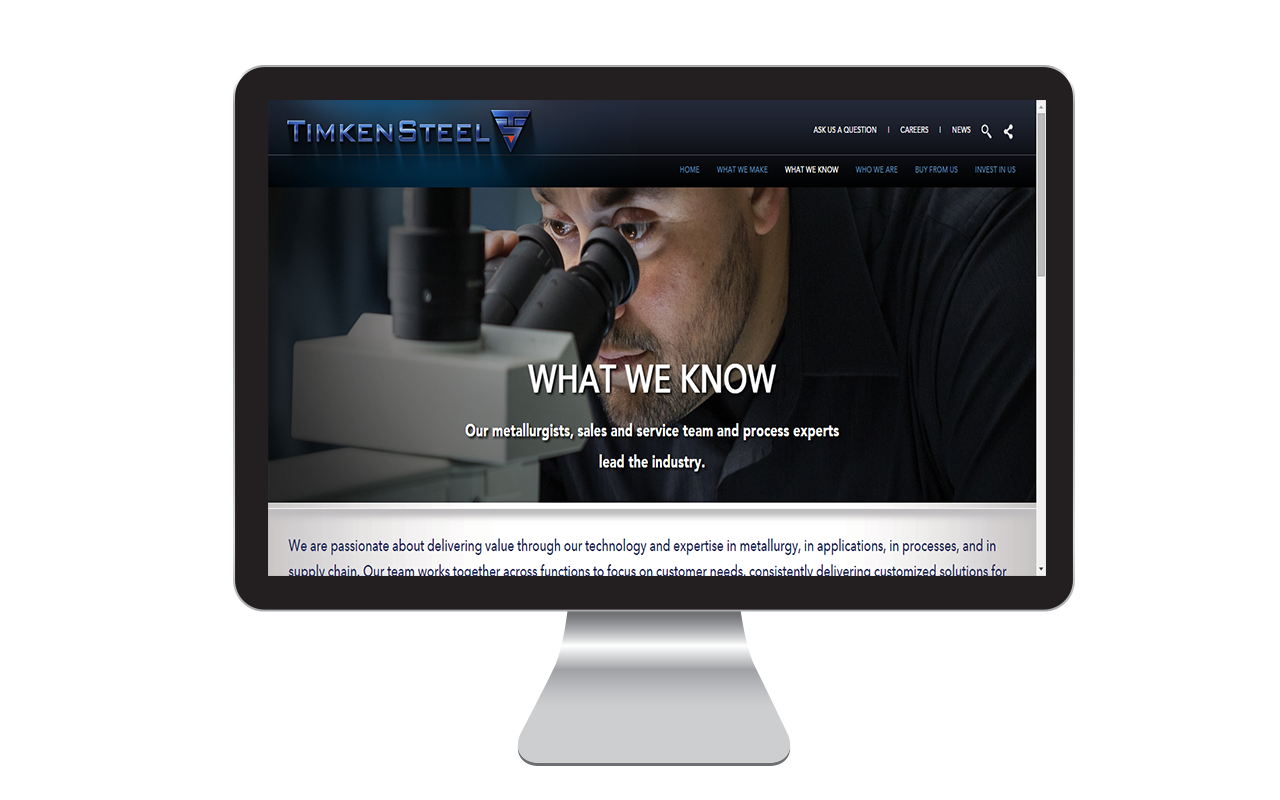 TIMKENSTEEL
ASK US A QUESTION | CAREERS | NEWS
HOME WHAT WE MAKE WHAT WE KNOW WHO WE ARE BUY FROM US INVEST IN US
WHAT WE KNOW
Our metallurgists, sales and service team and process experts
lead the industry.
We are passionate about delivering value through our technology and expertise in metallurgy, in applications, in processes, and in
supply chain. Our team works together across functions to focus on customer needs, consistently delivering customized solutions for